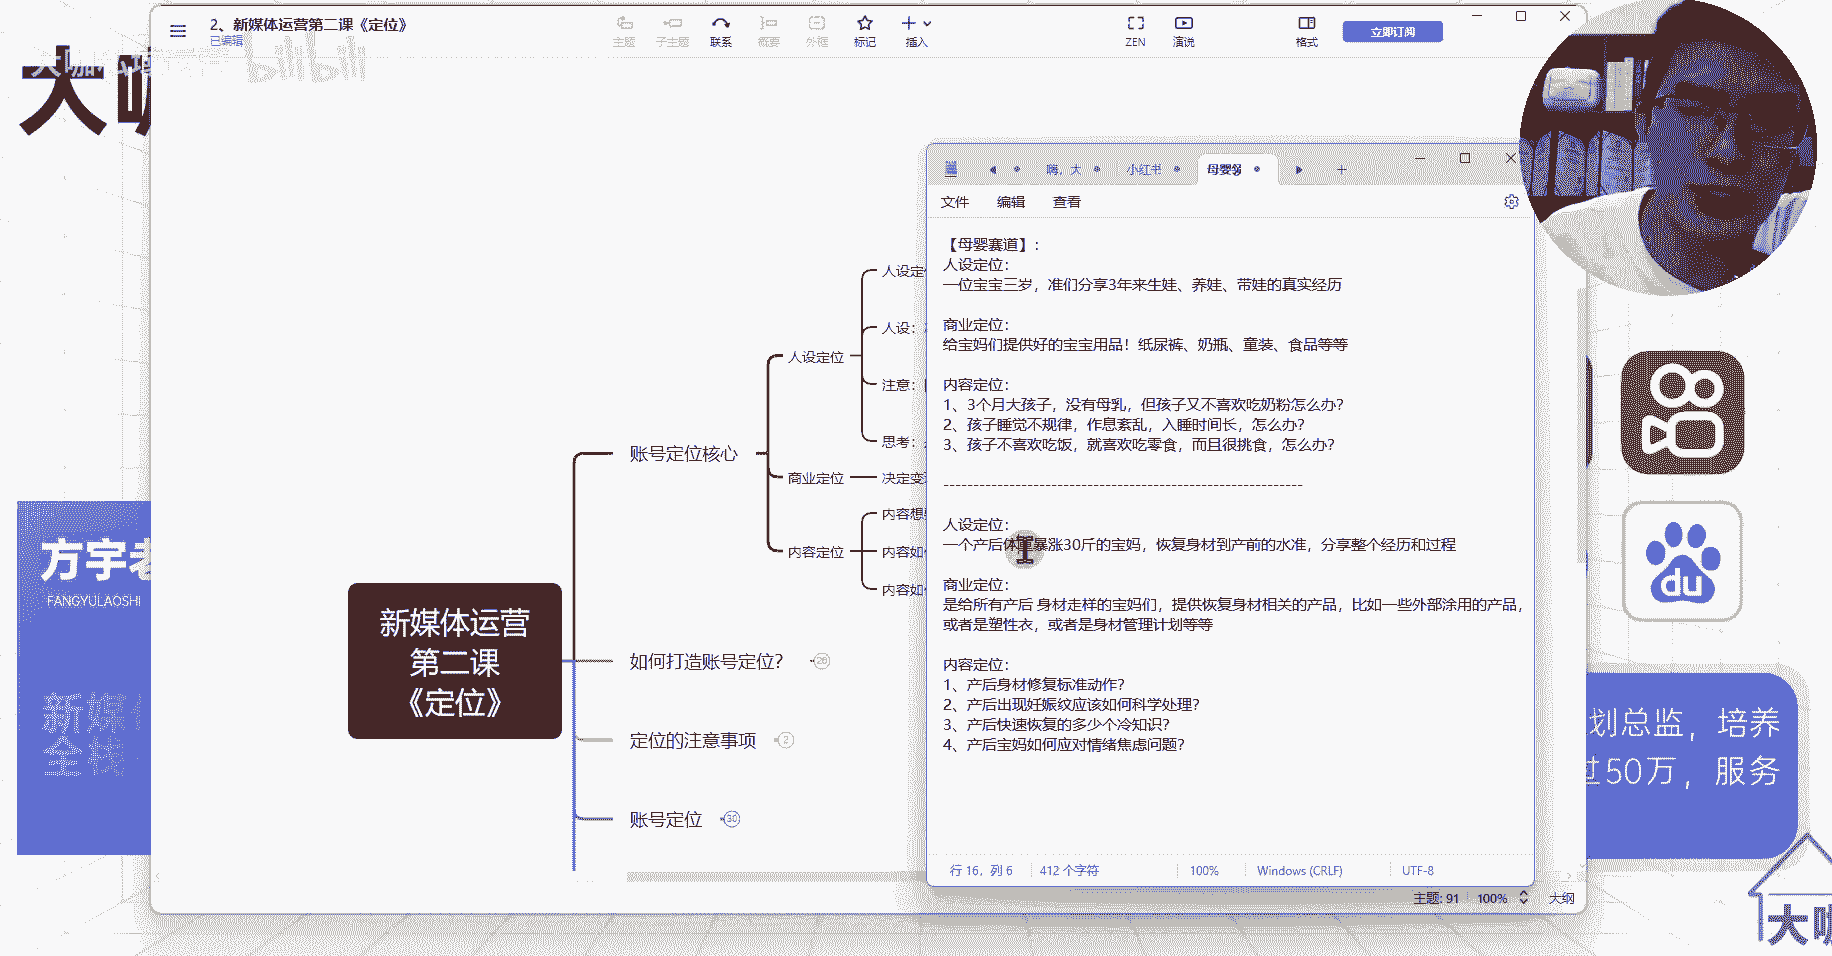 2、新媒体运营第二课《定位》
已编辑
主题
子主题
联系
概要
外框
标记
插入
ZEN
演说
格式
立即订阅
bilibili
大咖
嗨，大
小红书
母婴
文件
编辑
查看
【母婴赛道】：
人设定位：
一位宝宝三岁，准们分享3年来生娃、养娃、带娃的真实经历
商业定位：
给宝妈们提供好的宝宝用品！纸尿裤、奶瓶、童装、食品等等
内容定位：
1、3个月大孩子，没有母乳，但孩子又不喜欢吃奶粉怎么办？
2、孩子睡觉不规律，作息紊乱，入睡时间长，怎么办？
3、孩子不喜欢吃饭，就喜欢吃零食，而且很挑食，怎么办？
------------------------------------------------------------
人设定位：
一个产后体重暴涨30斤的宝妈，恢复身材到产前的水准，分享整个经历和过程
商业定位：
是给所有产后 身材走样的宝妈们，提供恢复身材相关的产品，比如一些外部涂用的产品，
或者是塑性衣，或者是身材管理计划等等
内容定位：
1、产后身材修复标准动作？
2、产后出现妊娠纹应该如何科学处理？
3、产后快速恢复的多少个冷知识？
4、产后宝妈如何应对情绪焦虑问题？
行 16，列 6
412 个字符
100%
Windows (CRLF)
UTF-8
人设定
人设：
注意：
思考：
人设定位
账号定位核心
商业定位
决定变
内容想
内容定位
内容如
内容如
新媒体运营
第二课
《定位》
如何打造账号定位？
26
定位的注意事项
2
账号定位
30
主题: 91
100%
大纲
方宇老
FANGYULAOSHI
新媒体
全栈
du
划总监，培养
过50万，服务
大咖